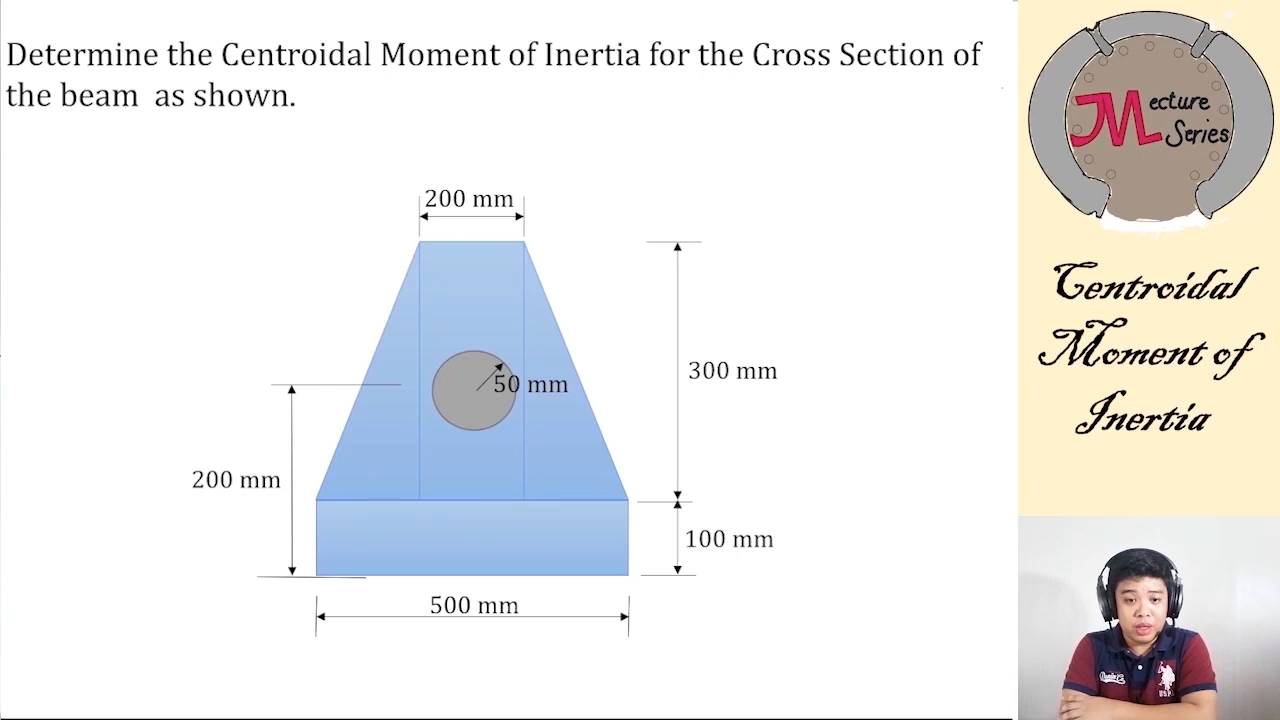 Determine the Centroidal Moment of Inertia for the Cross Section of
the beam as shown.
200 mm
50 mm
300 mm
200 mm
100 mm
500 mm
JMLecture
Series
Centroidal
Moment of
Inertia